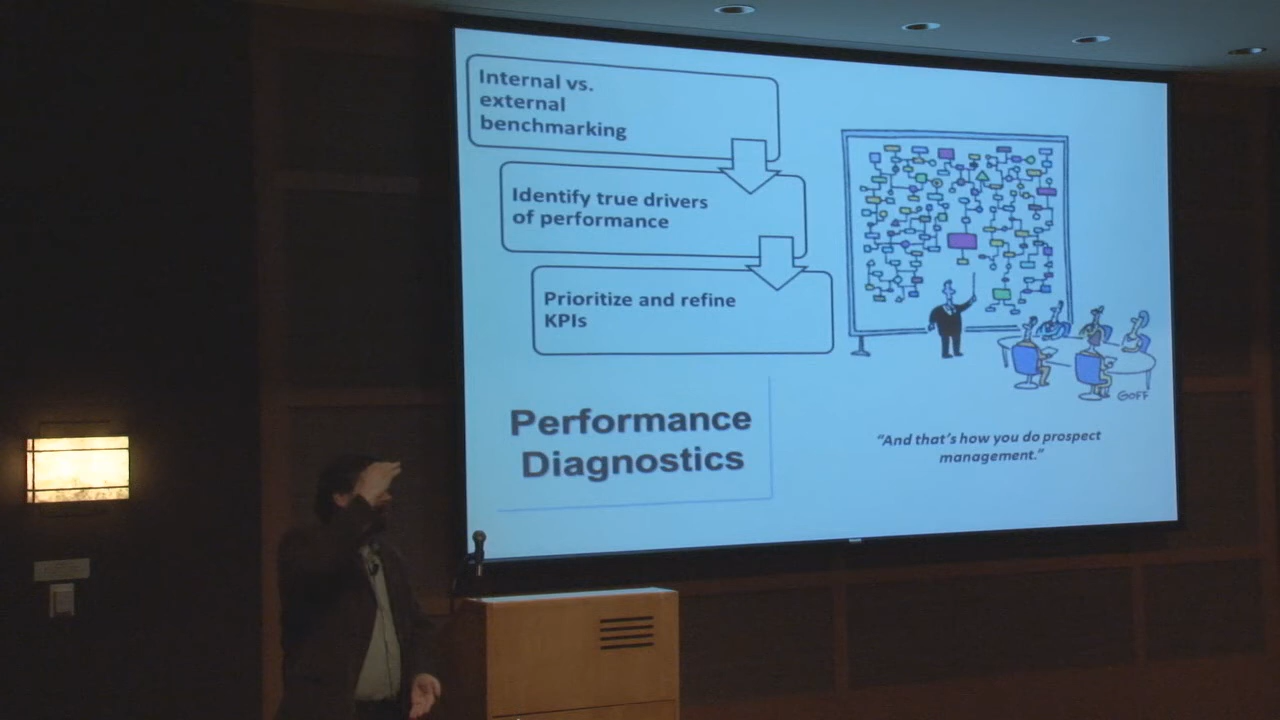 Internal vs.
external
benchmarking
Identify true drivers
of performance
Prioritize and refine
KPIs
Performance
Diagnostics
GOFF
"And that's how you do prospect
management."